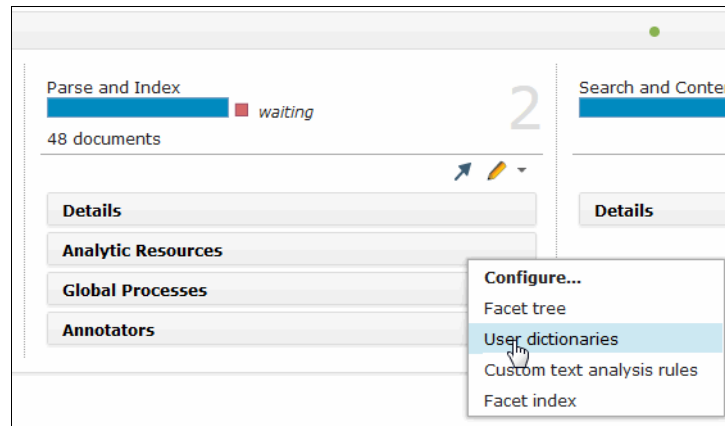 Parse and Index
waiting
2
48 documents
Details
Analytic Resources
Global Processes
Annotators
Search and Conte
Details
Configure...
Facet tree
User dictionaries
Custom text analysis rules
Facet index